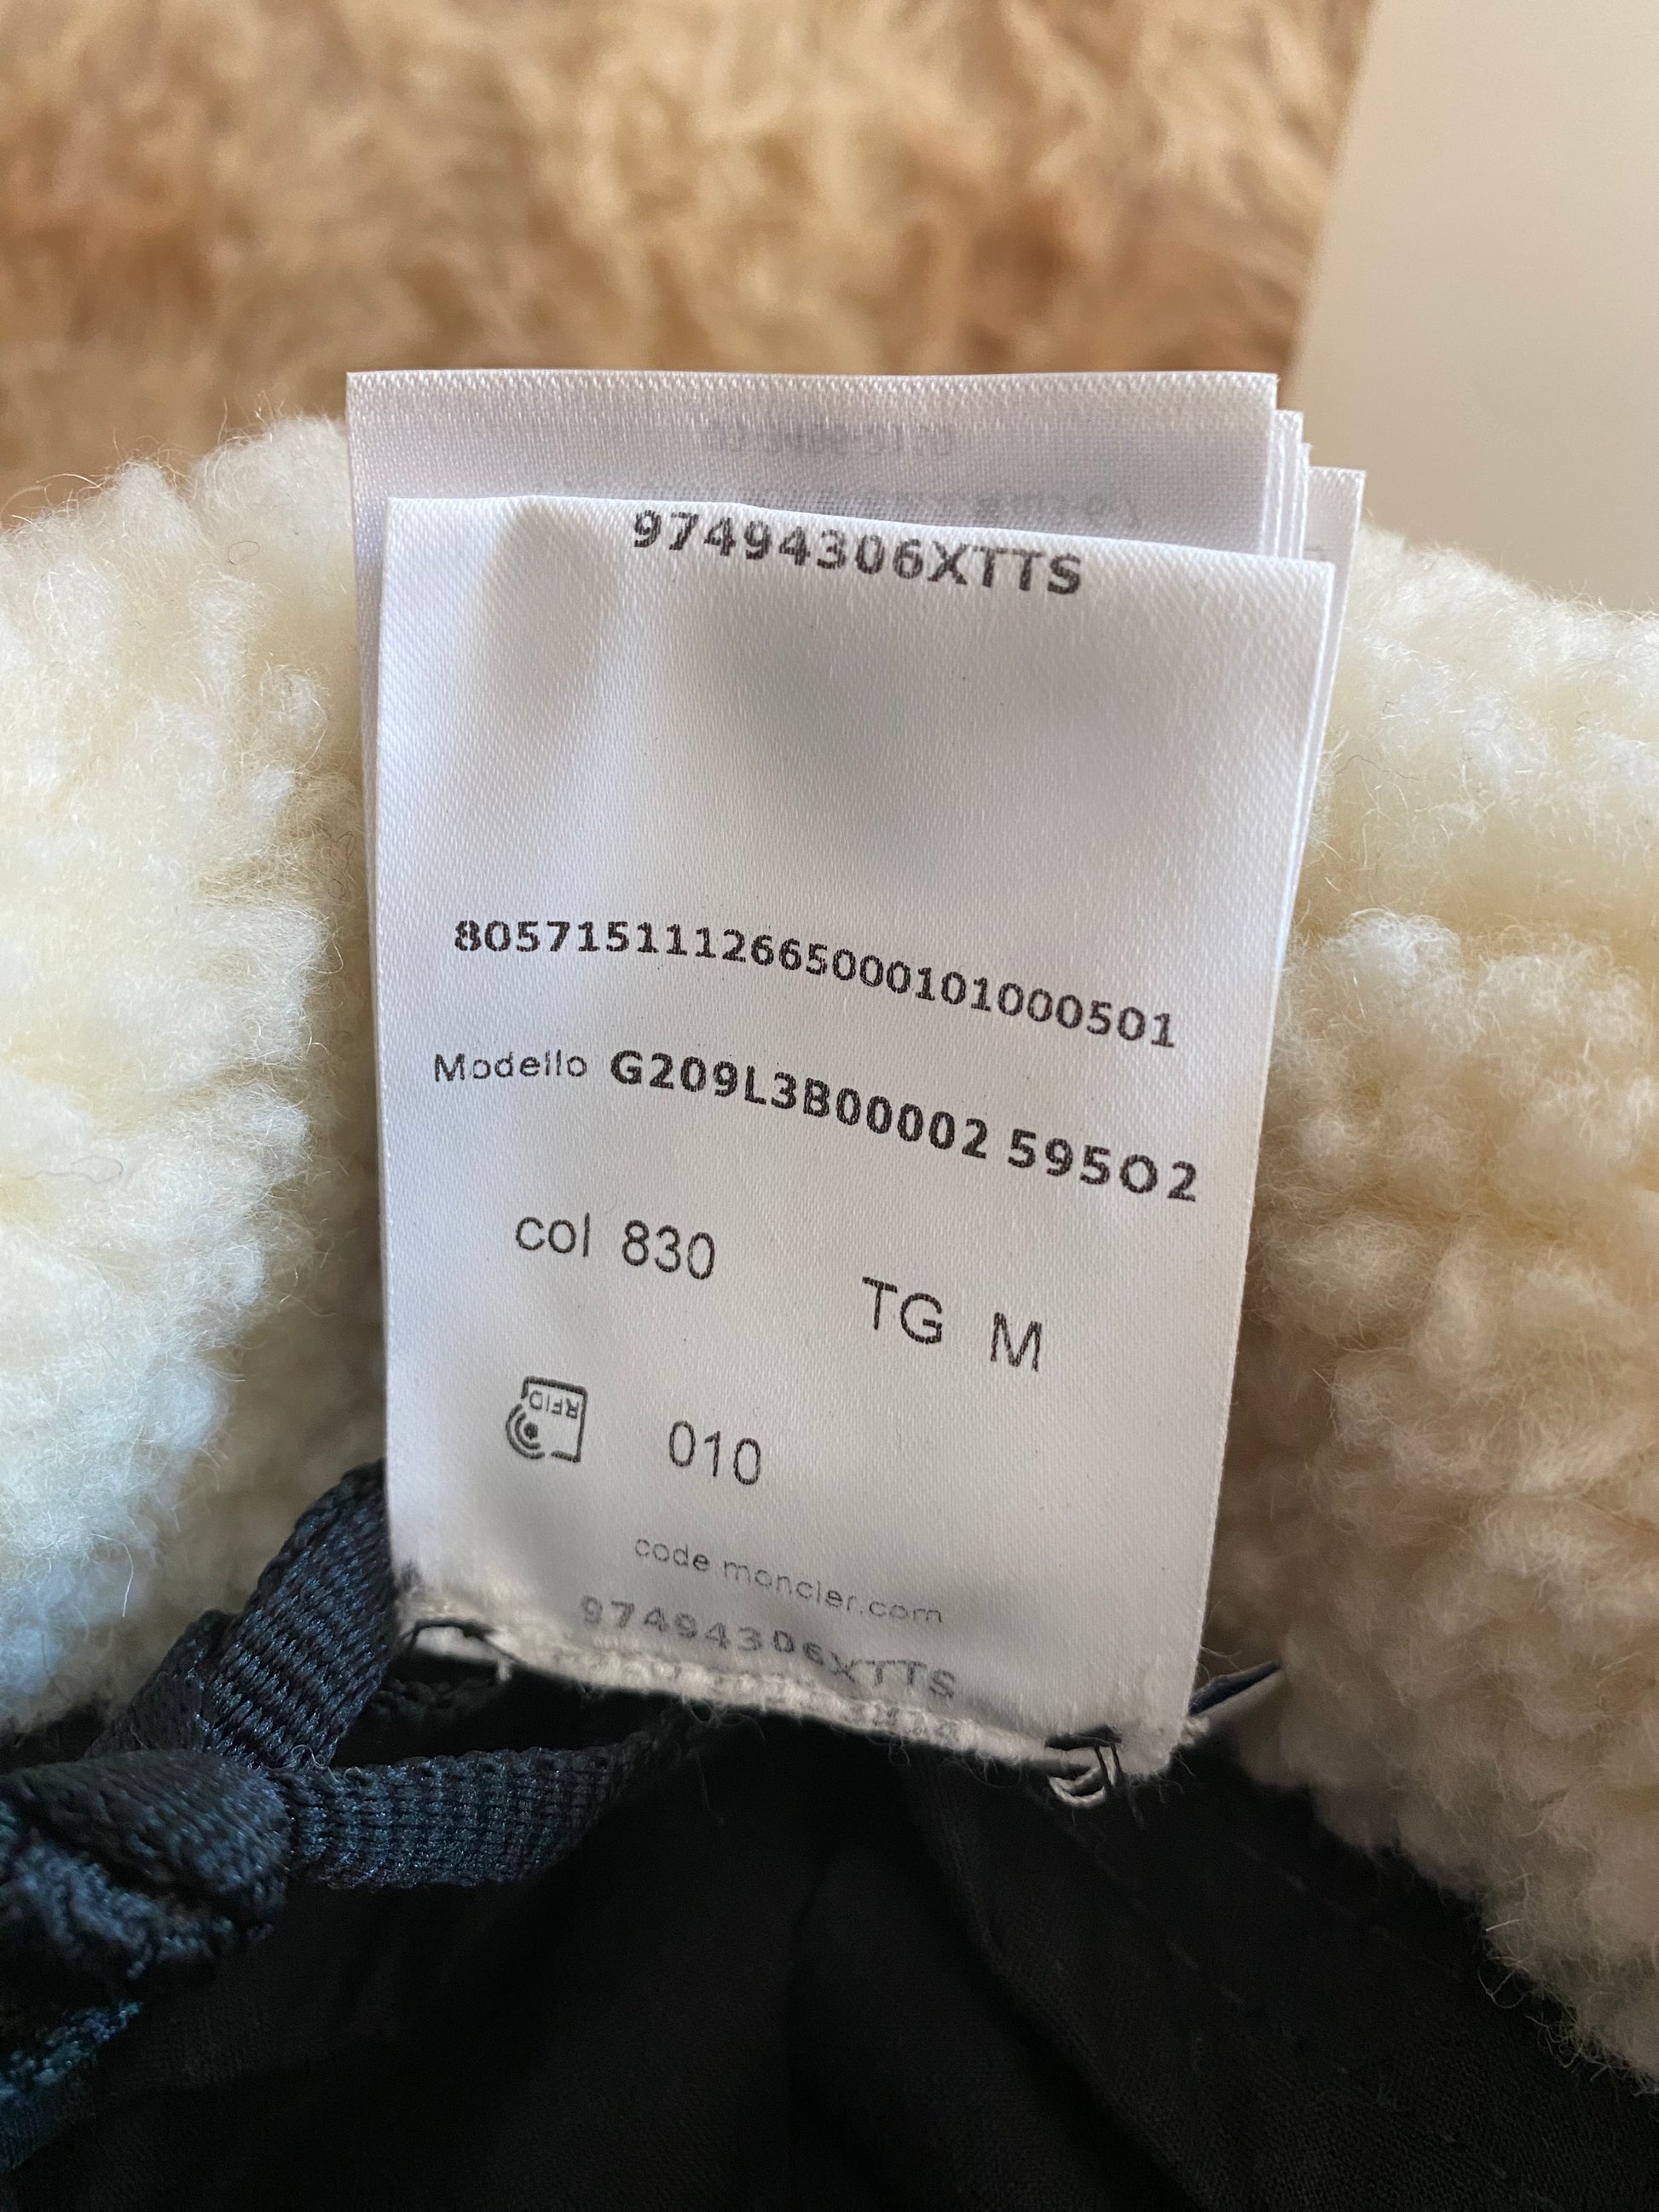 97494306XTTS
8057151112665000101000501
Modello G209L3B00002 595O2
col 830 TG M
RFID 010
code moncler.com
97494306XTTS